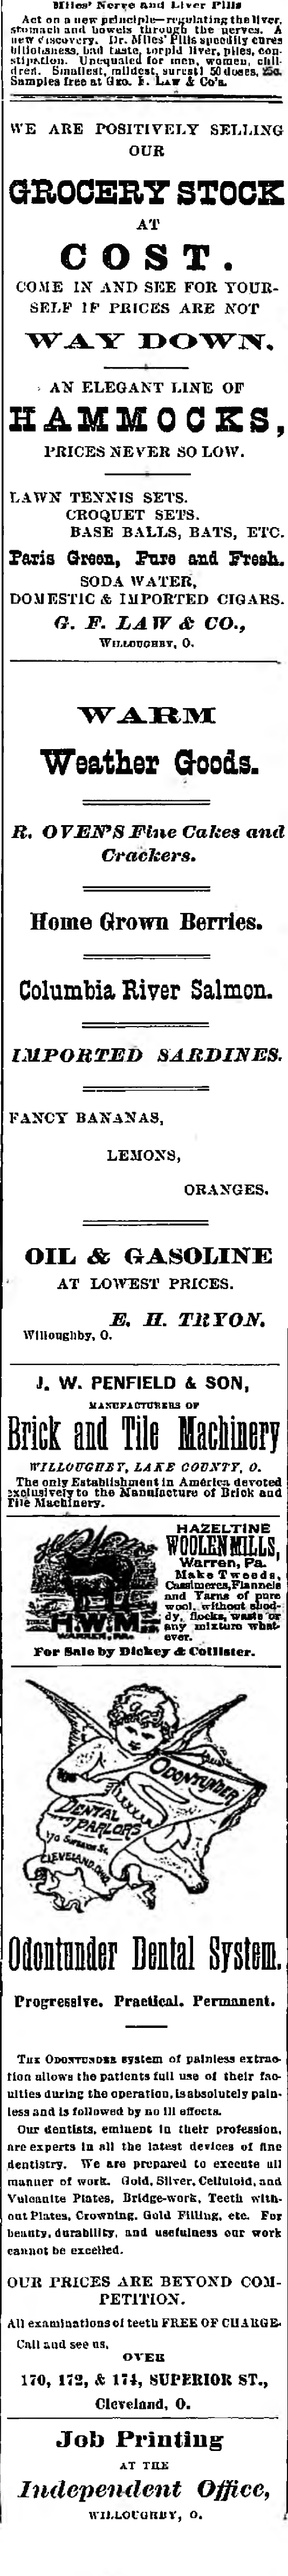 Miles' Nerve and Liver Pills
Act on a new principle—regulating the liver,
stomach and bowels through the nerves. A
new discovery. Dr. Miles' Pills speedily cures
biliousness, bad taste, torpid liver, piles, con-
stipation. Unequaled for men, women, chil-
dren. Smallest, mildest, surest! 50 doses, 25c.
Samples free at Geo. F. Law & Co's.
WE ARE POSITIVELY SELLING
OUR
GROCERY STOCK
AT
COST.
COME IN AND SEE FOR YOUR-
SELF IF PRICES ARE NOT
WAY DOWN.
AN ELEGANT LINE OF
HAMMOCKS,
PRICES NEVER SO LOW.
LAWN TENNIS SETS.
CROQUET SETS.
BASE BALLS, BATS, ETC.
Paris Green, Pure and Fresh.
SODA WATER,
DOMESTIC & IMPORTED CIGARS.
G. F. LAW & CO.,
WILLOUGHBY, O.
WARM
Weather Goods.
R. OVEN'S Fine Cakes and
Crackers.
Home Grown Berries.
Columbia River Salmon.
IMPORTED SARDINES.
FANCY BANANAS,
LEMONS,
ORANGES.
OIL & GASOLINE
AT LOWEST PRICES.
E. H. TRYON.
Willoughby, O.
J. W. PENFIELD & SON,
MANUFACTURERS OF
Brick and Tile Machinery
WILLOUGHBY, LAKE COUNTY, O.
The only Establishment in America devoted
exclusively to the Manufacture of Brick and
Tile Machinery.
HAZELTINE
WOOLEN MILLS,
Warren, Pa.
Make Tweeds,
Cassimeres, Flannels
and Yarns of pure
wool, without shod-
dy, flocks, waste or
any mixture what-
ever.
H.W.M.
WARREN, PA.
For Sale by Dickey & Collister.
ODONTUNDER
DENTAL
PARLORS
170 Superior St.
CLEVELAND, OHIO
Odontunder Dental System.
Progressive. Practical. Permanent.
THE ODONTUNDER system of painless extrac-
tion allows the patients full use of their fac-
ulties during the operation, is absolutely pain-
less and is followed by no ill effects.
Our dentists, eminent in their profession,
are experts in all the latest devices of fine
dentistry. We are prepared to execute all
manner of work. Gold, Silver, Celluloid, and
Vulcanite Plates, Bridge-work, Teeth with-
out Plates, Crowning, Gold Filling, etc. For
beauty, durability, and usefulness our work
cannot be excelled.
OUR PRICES ARE BEYOND COM-
PETITION.
All examinations of teeth FREE OF CHARGE.
Call and see us,
OVER
170, 172, & 174, SUPERIOR ST.,
Cleveland, O.
Job Printing
AT THE
Independent Office,
WILLOUGHBY, O.